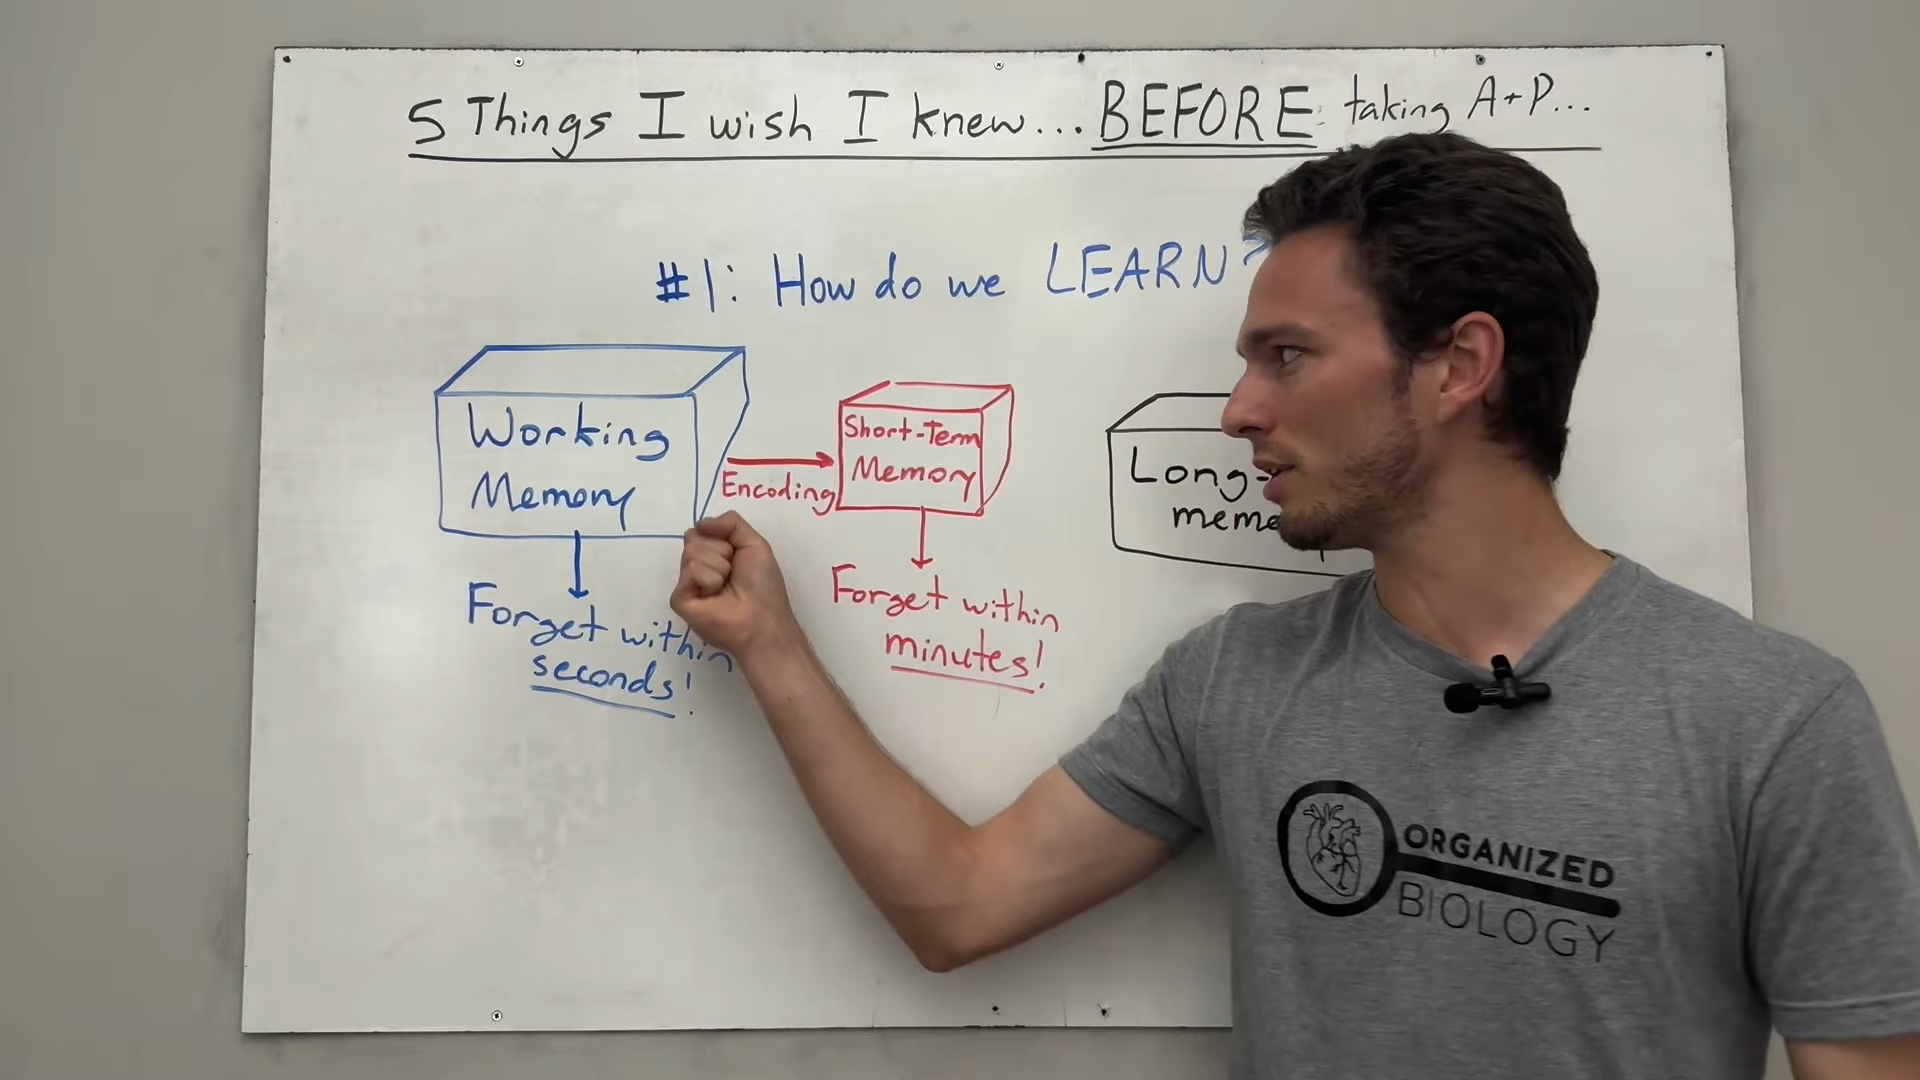 5 Things I wish I knew... BEFORE taking A+P...
#1: How do we LEARN?
Working
Memory
Encoding
Short-Term
Memory
Long-
Forget within
seconds!
Forget within
minutes!
ORGANIZED
BIOLOGY